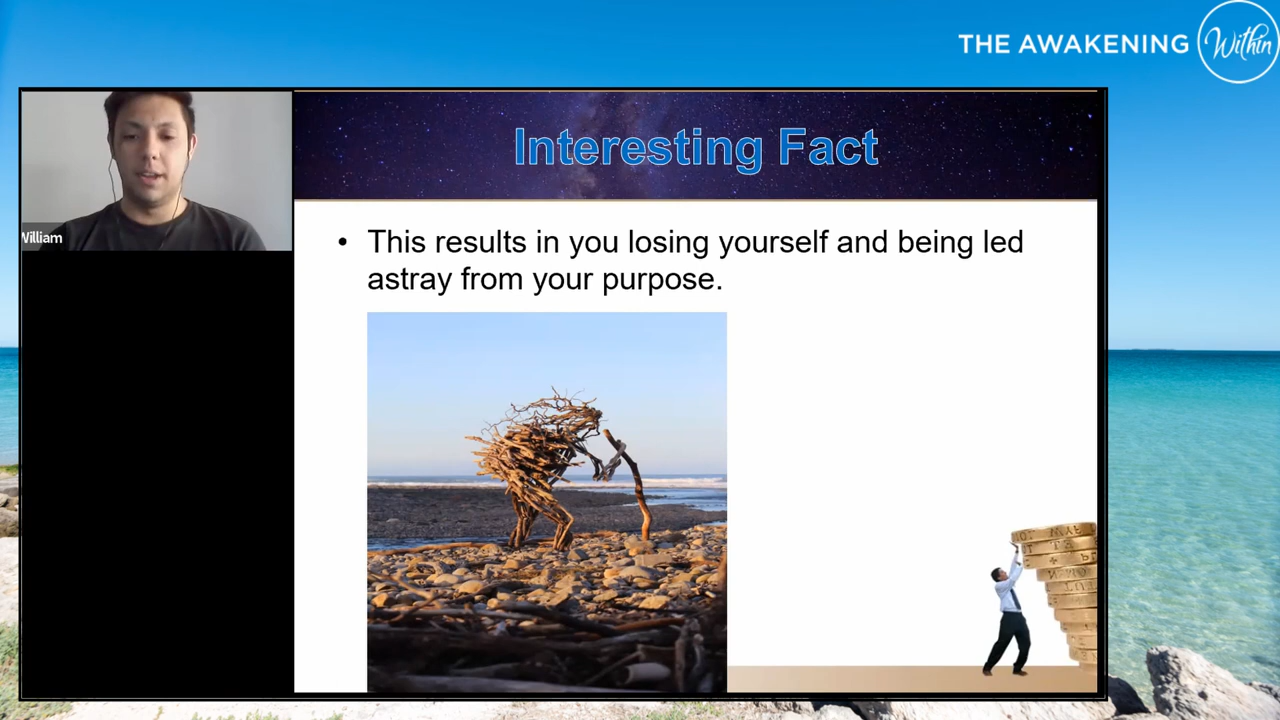 THE AWAKENING Within
William
Interesting Fact
• This results in you losing yourself and being led
astray from your purpose.